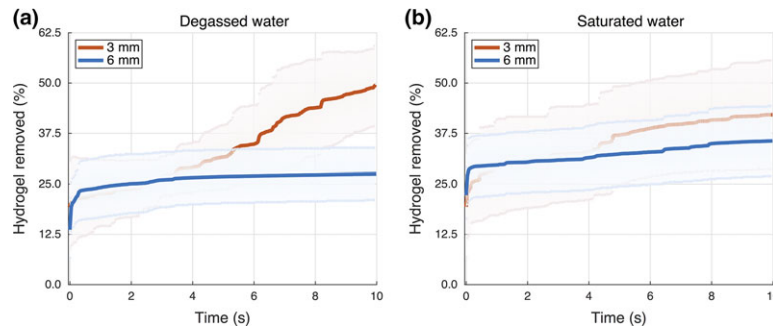 (a)
Degassed water
62.5
50.0
37.5
25.0
12.5
0.0
Hydrogel removed (%)
3 mm
6 mm
0 2 4 6 8 10
Time (s)
(b)
Saturated water
62.5
50.0
37.5
25.0
12.5
0.0
Hydrogel removed (%)
3 mm
6 mm
0 2 4 6 8 10
Time (s)